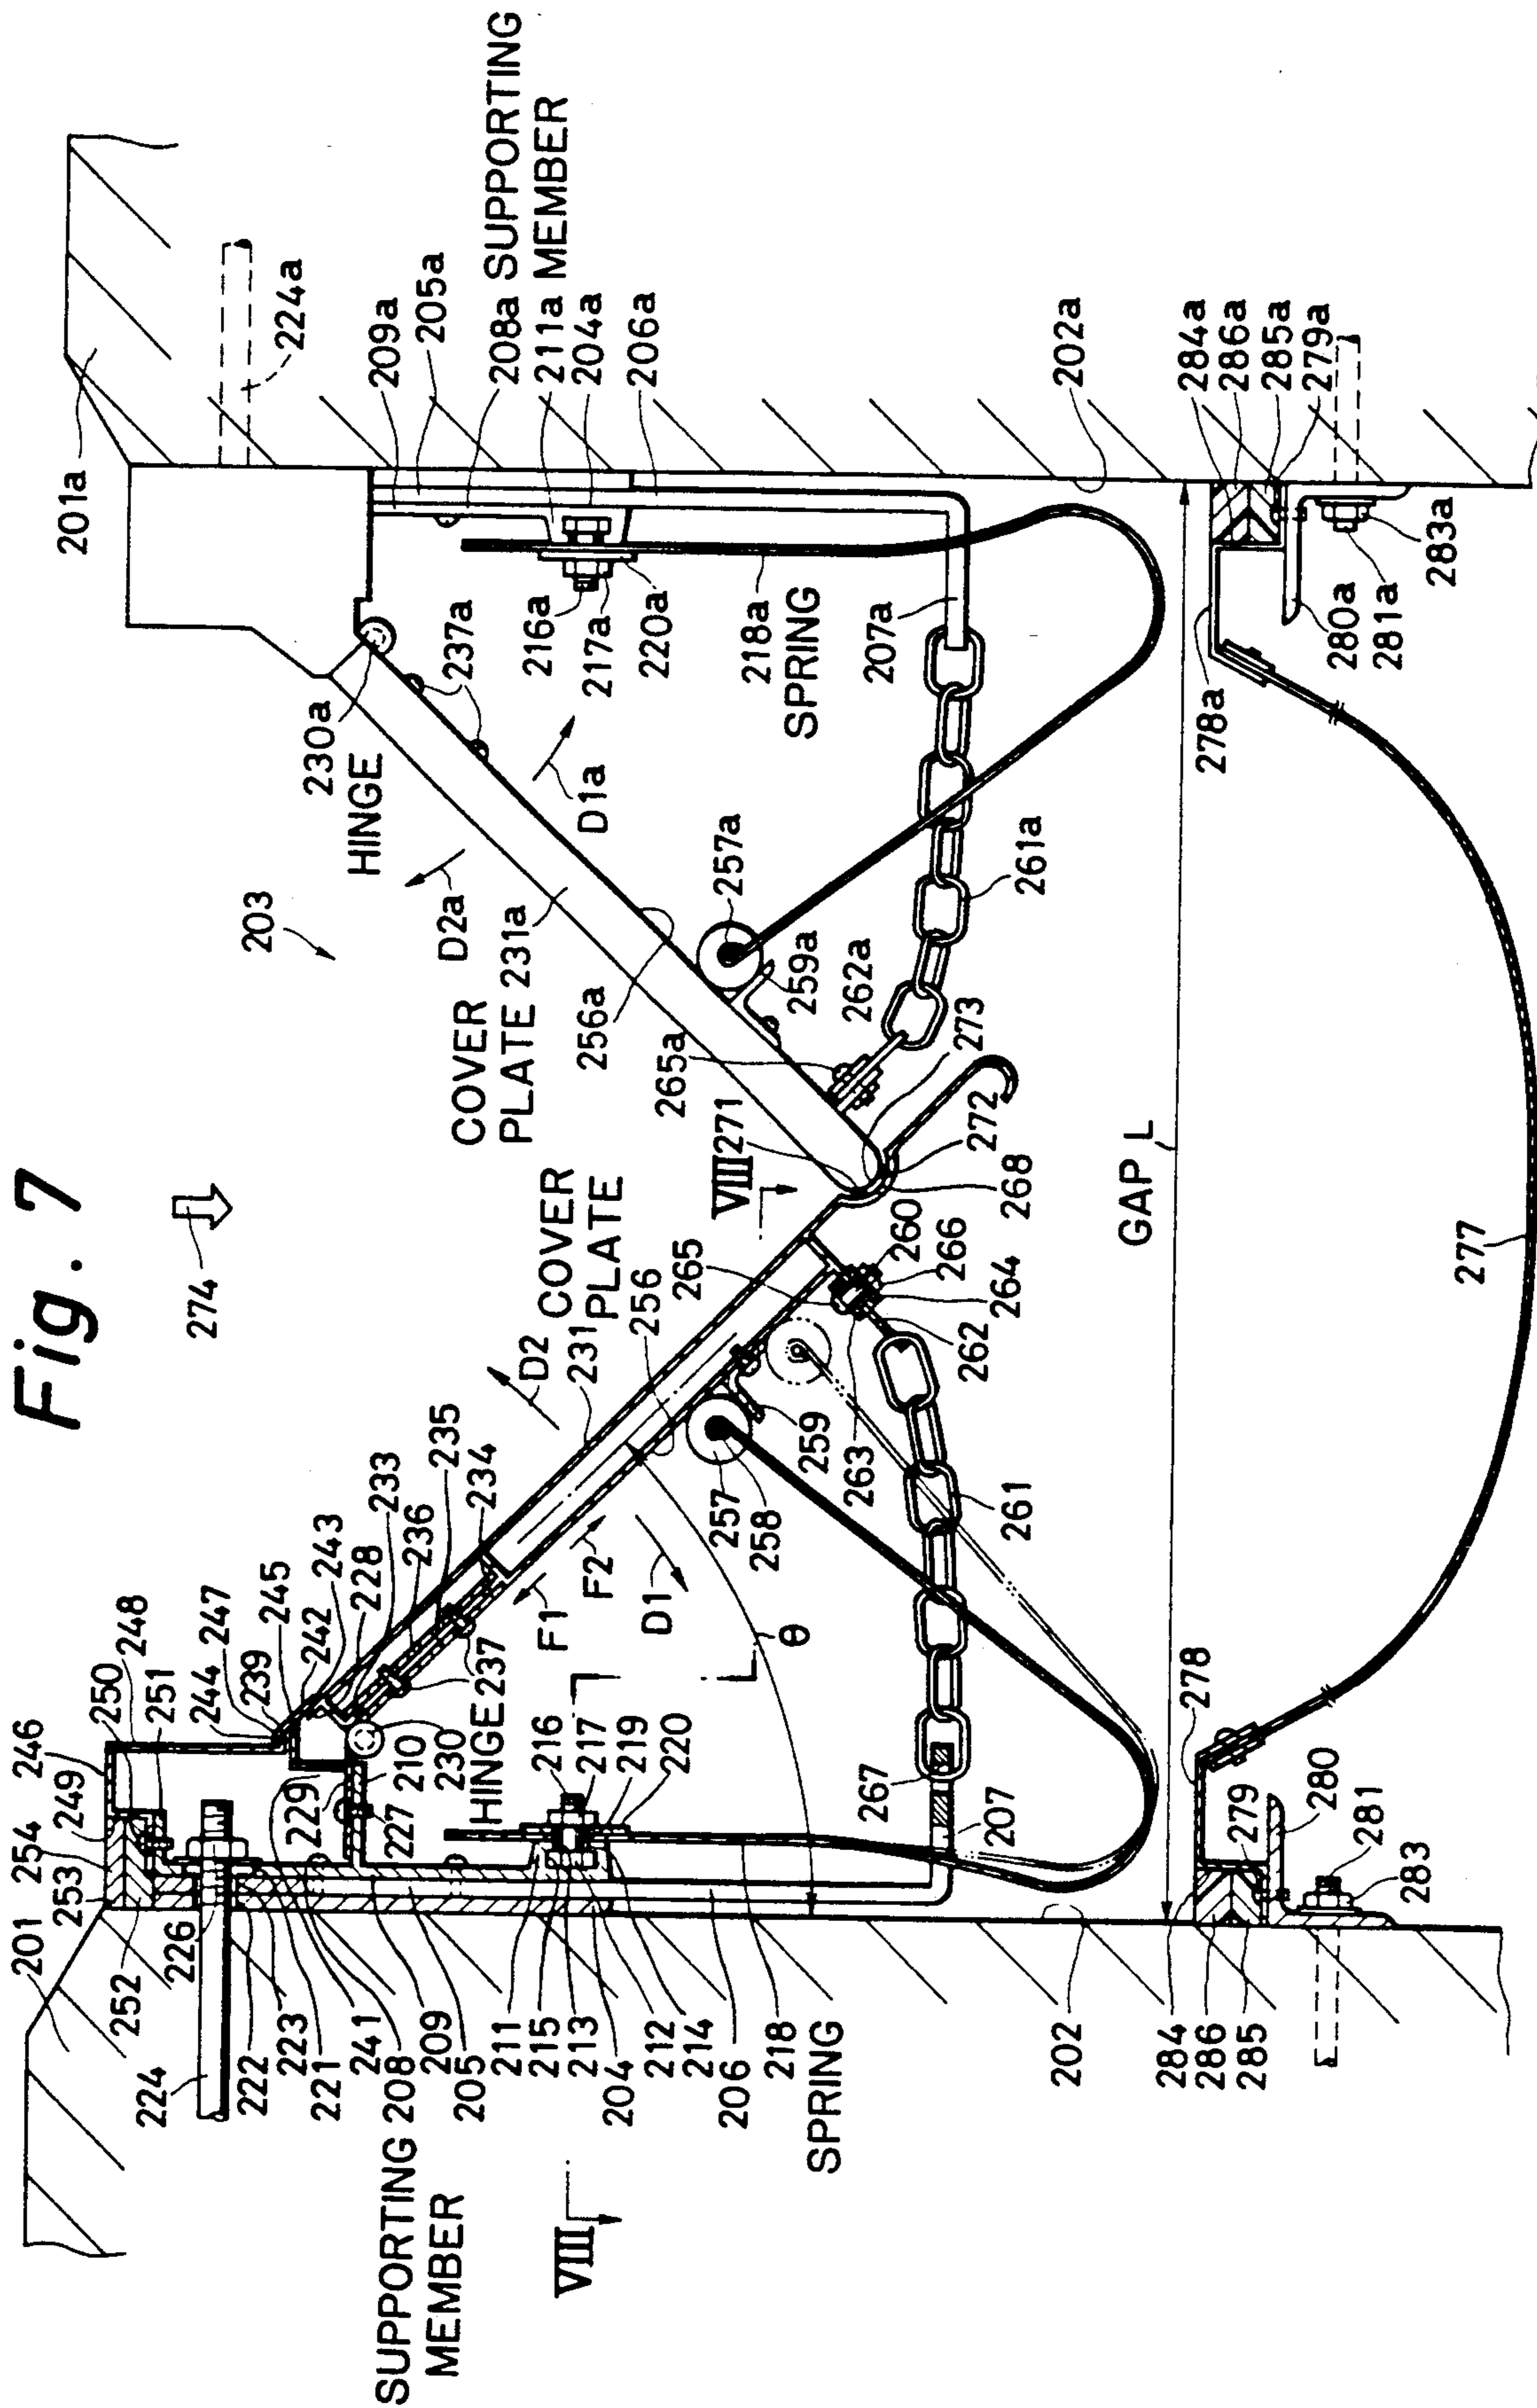 Fig. 7
274
203
201
254
253
249
246
250
251
248
244
247
239
245
242
243
228
233
236
235
234
D2
231
COVER
PLATE
256
265
VIII
271
COVER
PLATE 231a
256a
265a
D2a
HINGE
230a
237a
D1a
201a
224a
209a
205a
208a SUPPORTING
211a MEMBER
204a
206a
202a
252
224
226
222
223
221
241
SUPPORTING 208
MEMBER
209
205
229
210
227
HINGE
230
237
F1
F2
D1
θ
211
215
213
204
212
214
216
217
219
220
257
258
259
263
262
264
266
260
268
272
273
262a
259a
257a
261a
207a
218a
SPRING
216a
217a
220a
VIII
218
206
SPRING
267
207
261
202
GAP L
284
286
285
278
279
280
281
283
277
278a
280a
281a
283a
284a
286a
285a
279a